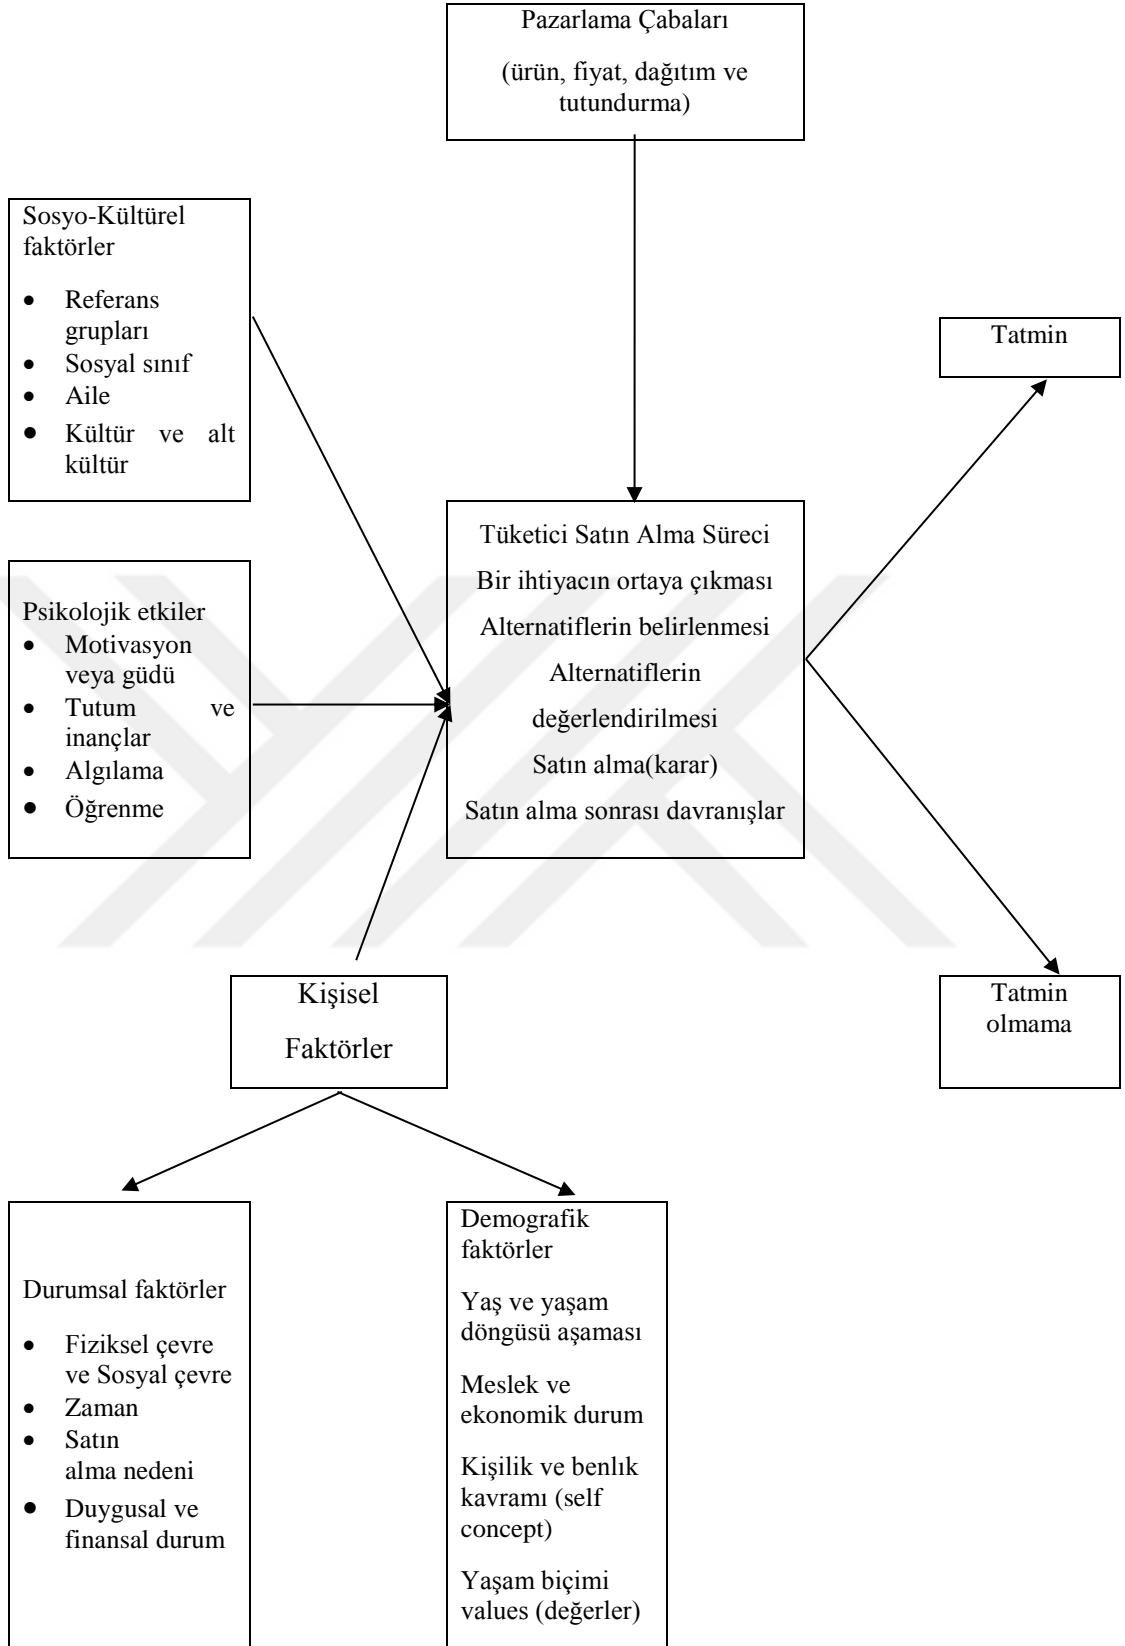 Pazarlama Çabaları
(ürün, fiyat, dağıtım ve
tutundurma)
Sosyo-Kültürel
faktörler
• Referans
grupları
• Sosyal sınıf
• Aile
• Kültür ve alt
kültür
Tatmin
Psikolojik etkiler
• Motivasyon
veya güdü
• Tutum ve
inançlar
• Algılama
• Öğrenme
Tüketici Satın Alma Süreci
Bir ihtiyacın ortaya çıkması
Alternatiflerin belirlenmesi
Alternatiflerin
değerlendirilmesi
Satın alma(karar)
Satın alma sonrası davranışlar
Kişisel
Faktörler
Tatmin
olmama
Durumsal faktörler
• Fiziksel çevre
ve Sosyal çevre
• Zaman
• Satın
alma nedeni
• Duygusal ve
finansal durum
Demografik
faktörler
Yaş ve yaşam
döngüsü aşaması
Meslek ve
ekonomik durum
Kişilik ve benlık
kavramı (self
concept)
Yaşam biçimi
values (değerler)